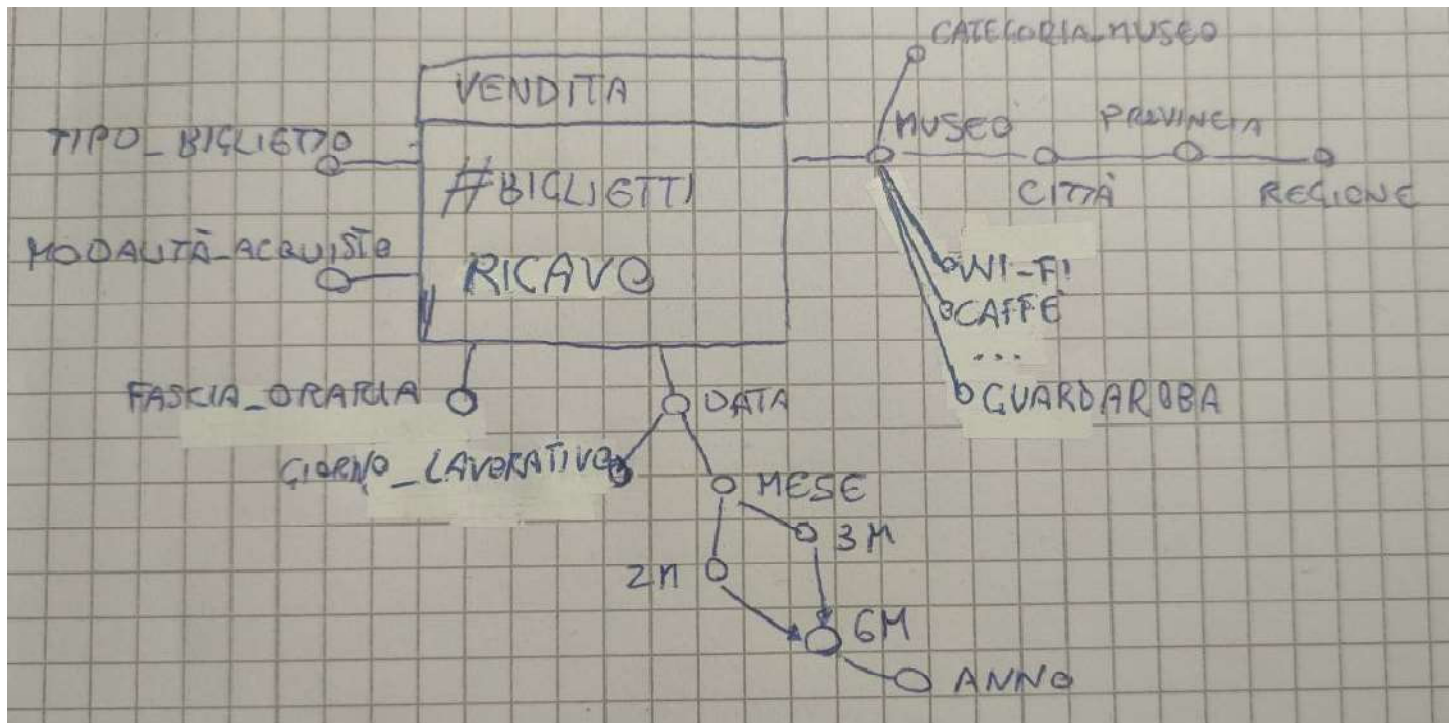 CATEGORIA_MUSEO
VENDITA
TIPO_BIGLIETTO
MUSEO
PROVINCIA
#BIGLIETTI
CITTÀ
REGIONE
MODALITÀ_ACQUISTO
RICAVO
WI-FI
CAFFÈ
...
FASCIA_ORARIA
DATA
GUARDAROBA
GIORNO_LAVORATIVO
MESE
3M
2M
6M
ANNO